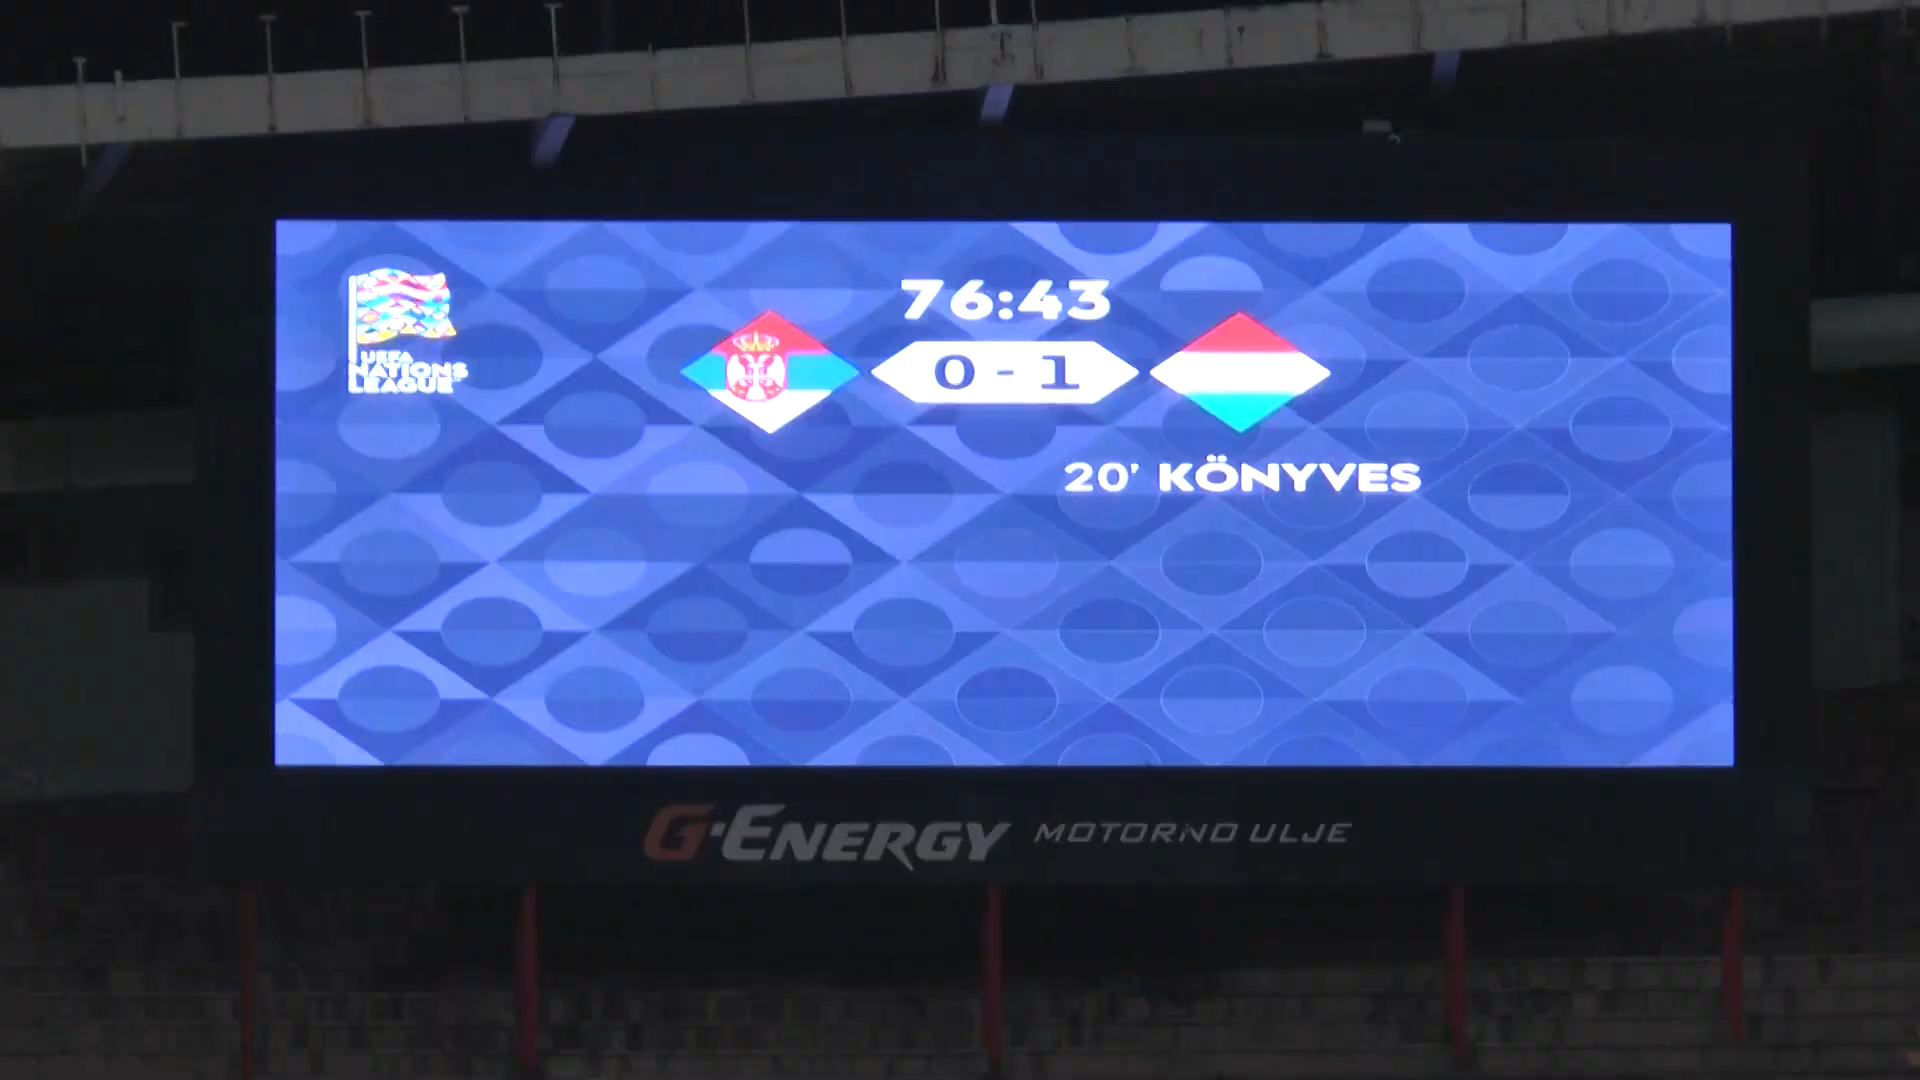 UEFA
NATIONS
LEAGUE
76:43
0 - 1
20' KÖNYVES
G-ENERGY MOTORNO ULJE